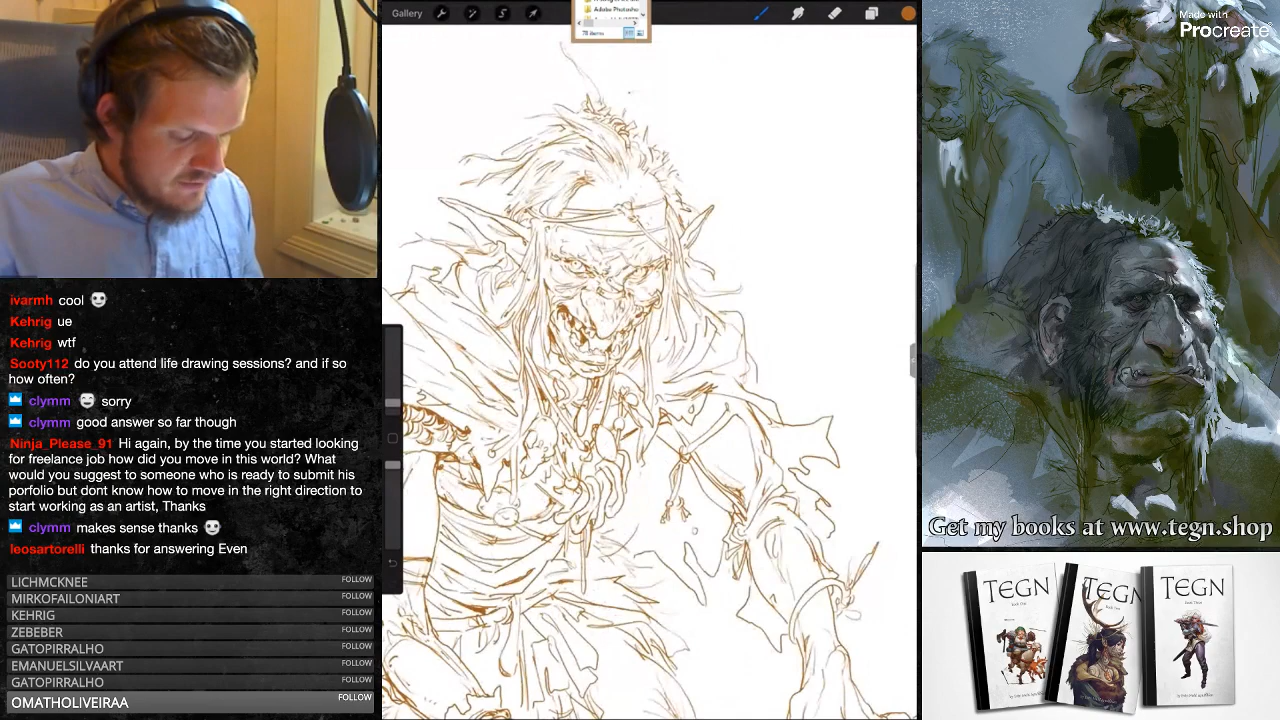 Gallery
Adobe Photosho
78 items
Made with
Procreate
ivarmh cool
Kehrig ue
Kehrig wtf
Sooty112 do you attend life drawing sessions? and if so
how often?
clymm sorry
clymm good answer so far though
Ninja_Please_91 Hi again, by the time you started looking
for freelance job how did you move in this world? What
would you suggest to someone who is ready to submit his
porfolio but dont know how to move in the right direction to
start working as an artist, Thanks
clymm makes sense thanks
leosartorelli thanks for answering Even
LICHMCKNEE FOLLOW
MIRKOFAILONIART FOLLOW
KEHRIG FOLLOW
ZEBEBER FOLLOW
GATOPIRRALHO FOLLOW
EMANUELSILVAART FOLLOW
GATOPIRRALHO FOLLOW
OMATHOLIVEIRAA FOLLOW
Get my books at www.tegn.shop
TEGN
TEGN
TEGN